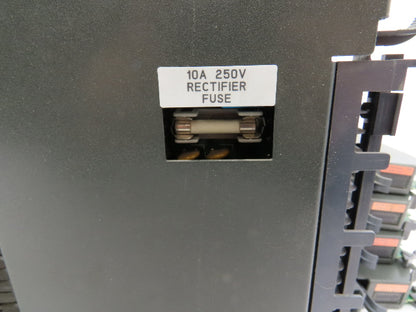 10A 250V
RECTIFIER
FUSE